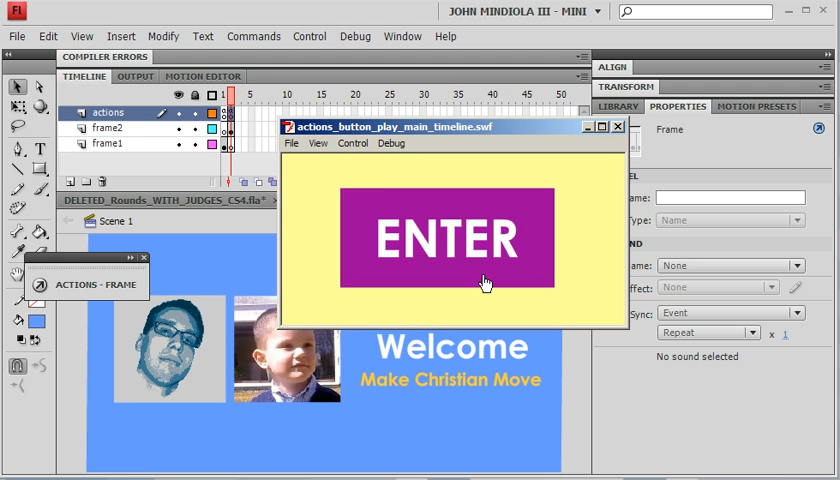 Fl
JOHN MINDIOLA III - MINI
File Edit View Insert Modify Text Commands Control Debug Window Help
COMPILER ERRORS
TIMELINE OUTPUT MOTION EDITOR
1 5 10 15 20 25 30 35 40 45 50
actions
frame2
frame1
DELETED_Rounds_WITH_JUDGES_CS4.fla*
Scene 1
ACTIONS - FRAME
actions_button_play_main_timeline.swf
File View Control Debug
ENTER
Welcome
Make Christian Move
ALIGN
TRANSFORM
LIBRARY PROPERTIES MOTION PRESETS
Frame
EL
ame:
Type: Name
ND
ame: None
ffect: None
Sync: Event
Repeat x 1
No sound selected